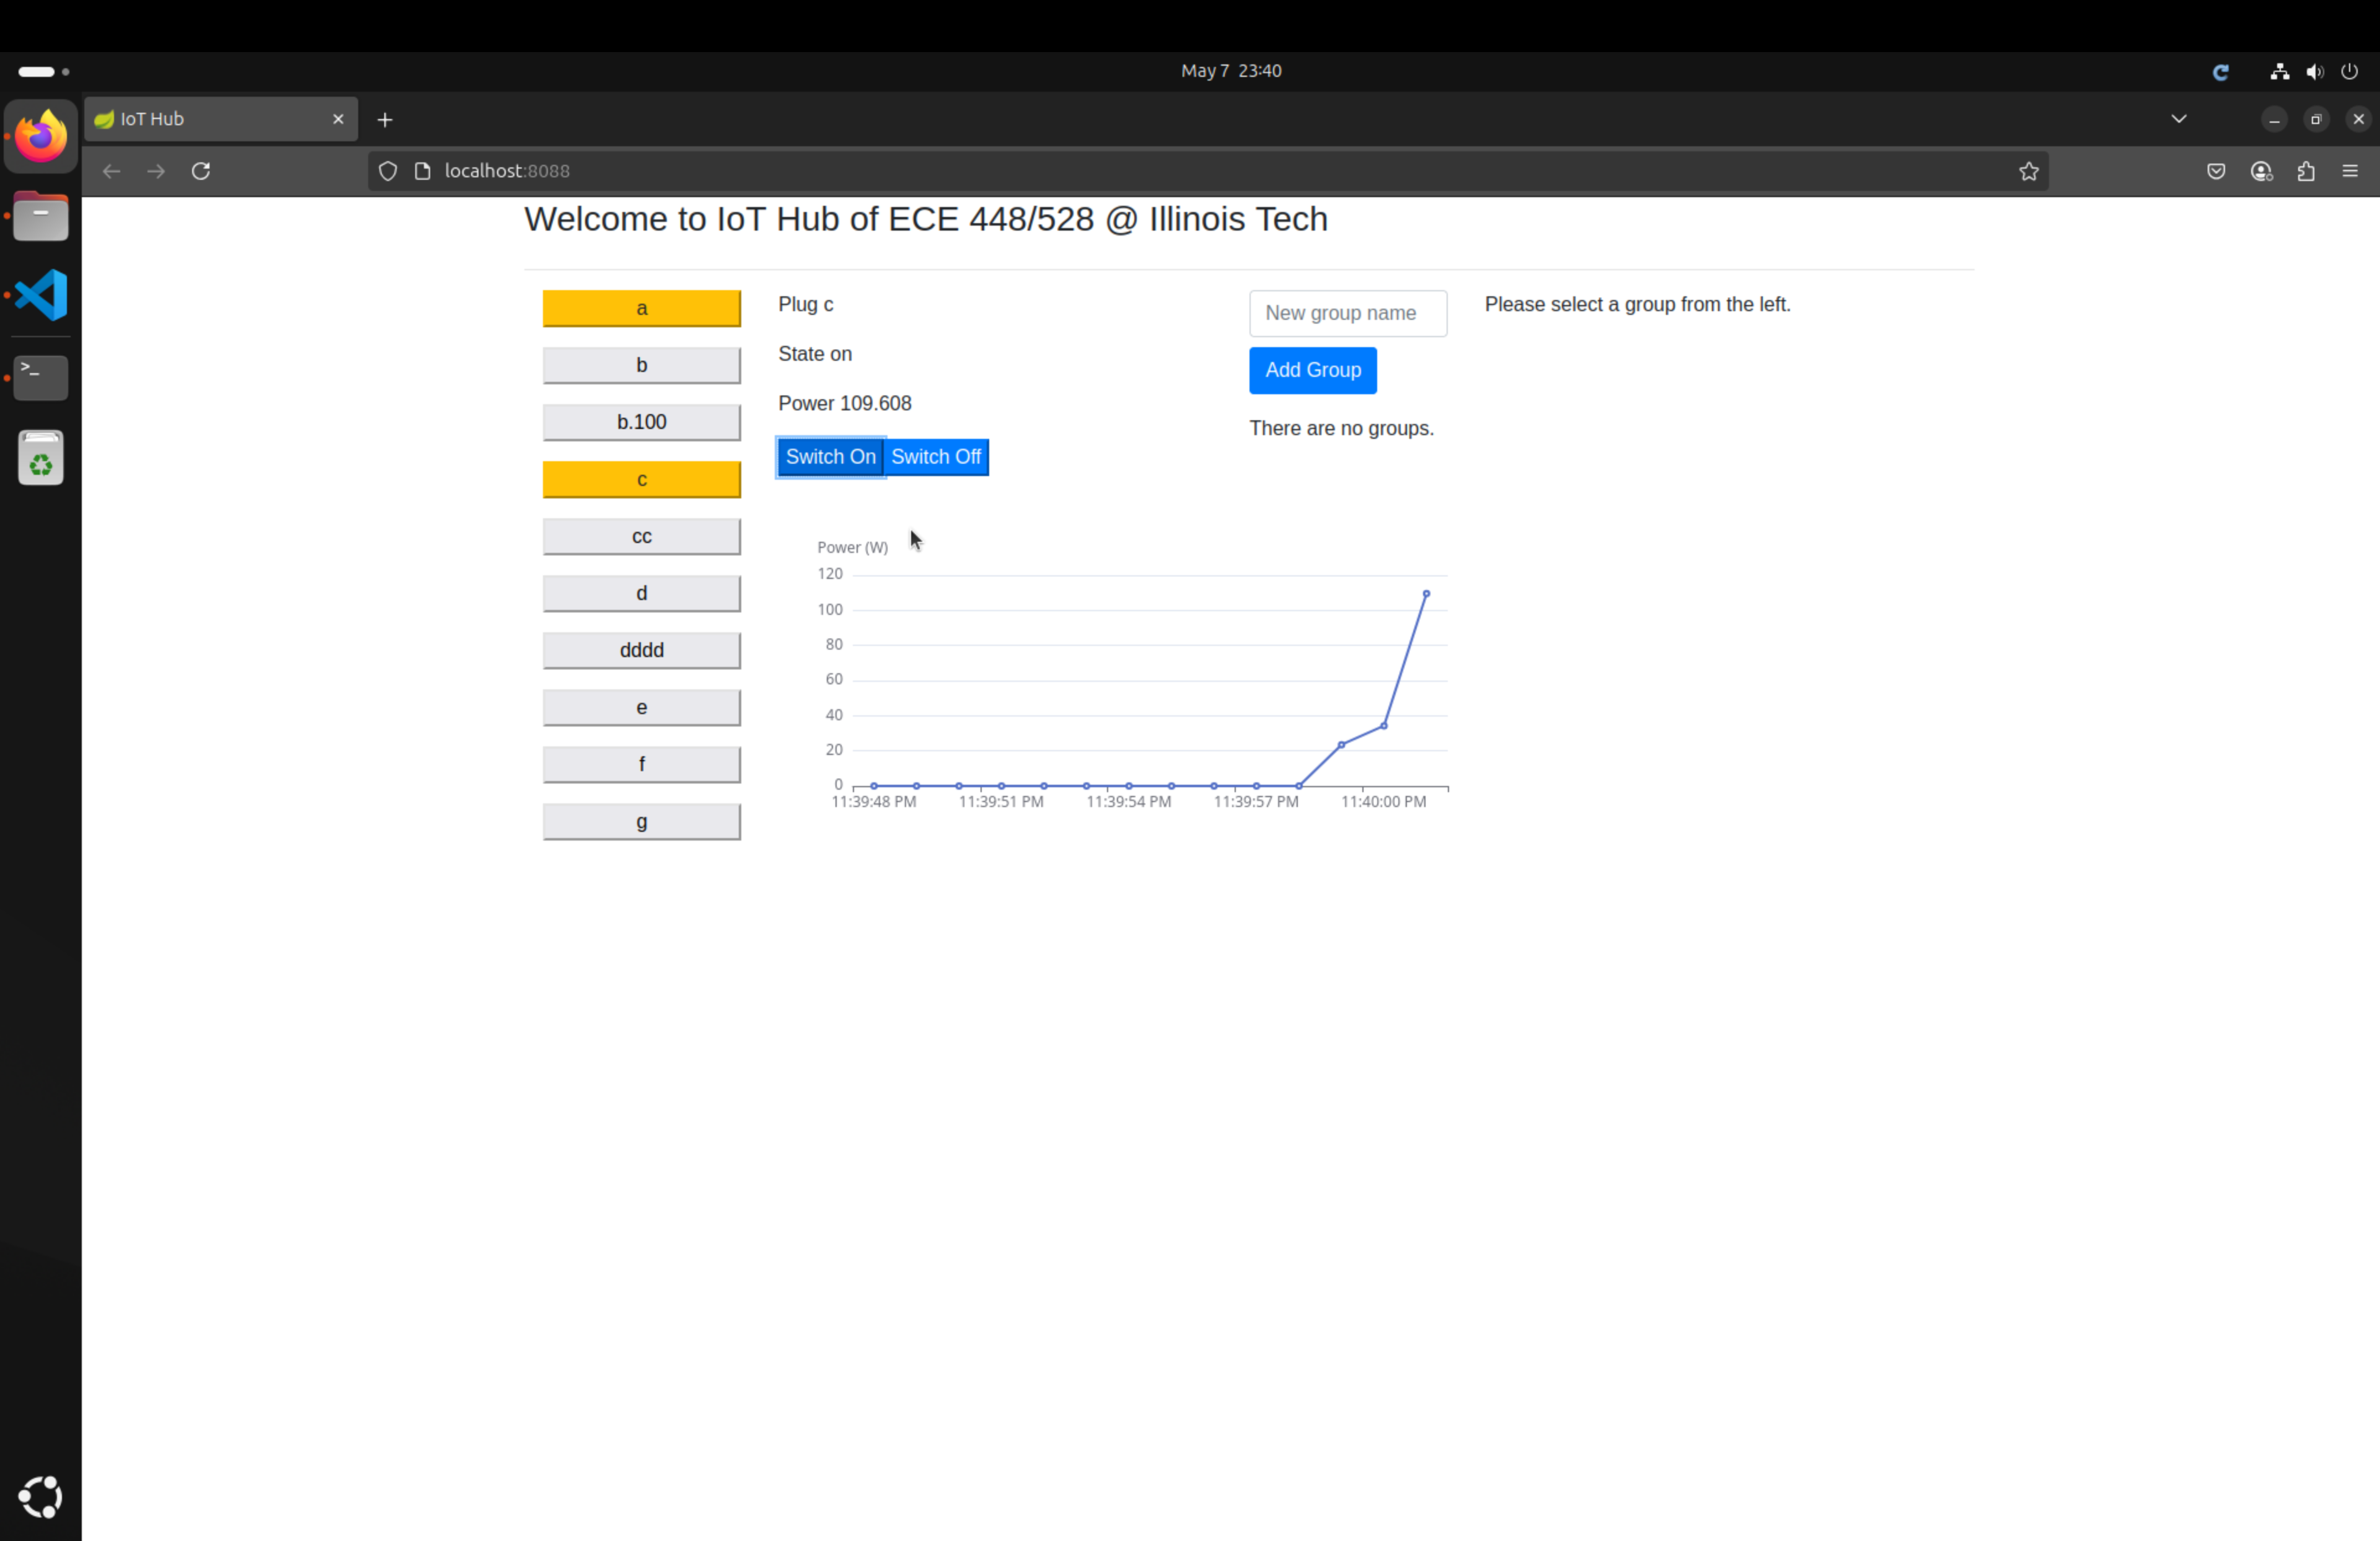 May 7 23:40
IoT Hub
localhost:8088
Welcome to IoT Hub of ECE 448/528 @ Illinois Tech
a
b
b.100
c
cc
d
dddd
e
f
g
Plug c
State on
Power 109.608
Switch On Switch Off
Power (W)
120
100
80
60
40
20
0
11:39:48 PM 11:39:51 PM 11:39:54 PM 11:39:57 PM 11:40:00 PM
New group name
Add Group
There are no groups.
Please select a group from the left.